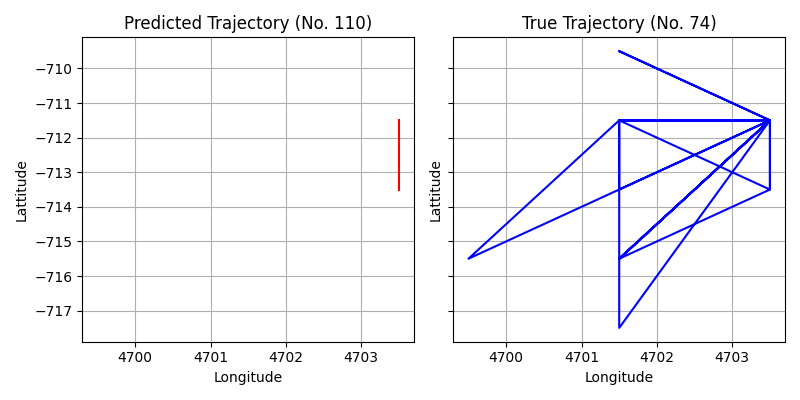 Predicted Trajectory (No. 110)
−710
−711
−712
−713
−714
−715
−716
−717
Lattitude
4700 4701 4702 4703
Longitude
True Trajectory (No. 74)
Lattitude
4700 4701 4702 4703
Longitude